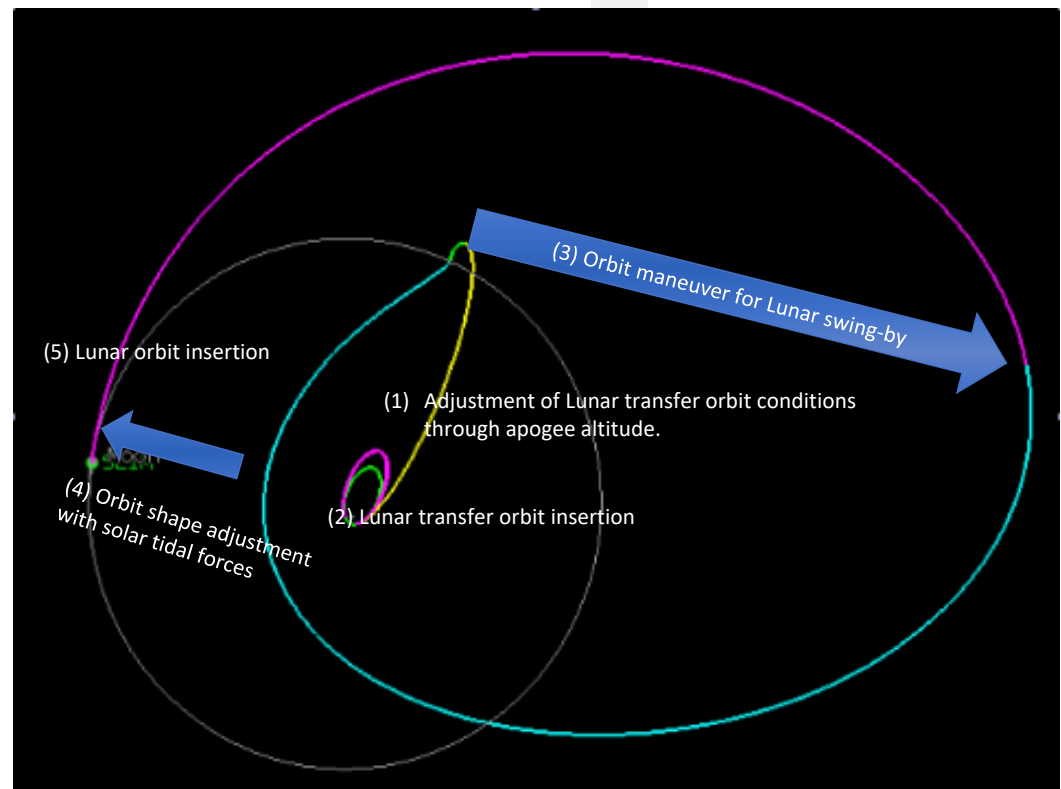 (3) Orbit maneuver for Lunar swing-by
(5) Lunar orbit insertion
(1) Adjustment of Lunar transfer orbit conditions
through apogee altitude.
(4) Orbit shape adjustment
with solar tidal forces
(2) Lunar transfer orbit insertion